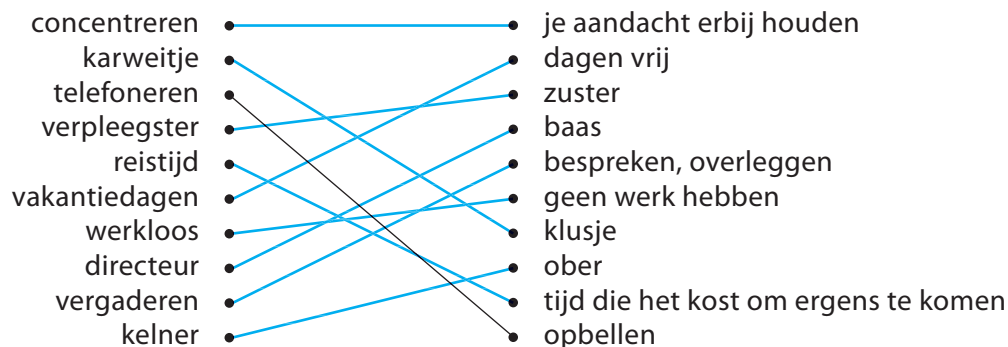 concentreren je aandacht erbij houden
karweitje dagen vrij
telefoneren zuster
verpleegster baas
reistijd bespreken, overleggen
vakantiedagen geen werk hebben
werkloos klusje
directeur ober
vergaderen tijd die het kost om ergens te komen
kelner opbellen